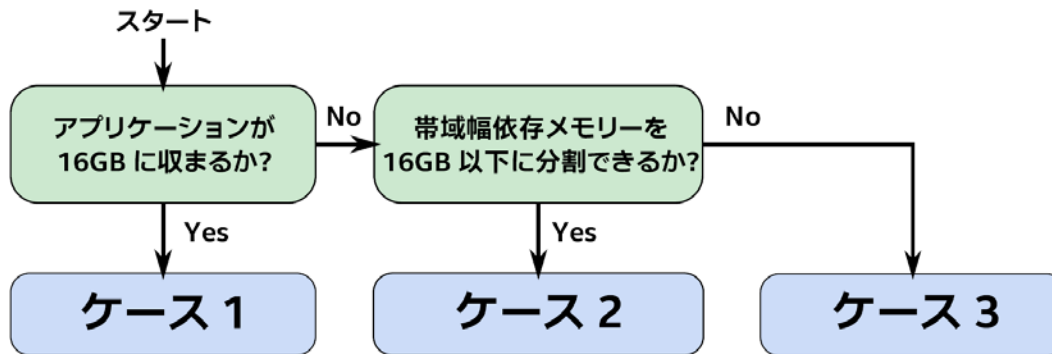 スタート
アプリケーションが
16GB に収まるか?
No
帯域幅依存メモリーを
16GB 以下に分割できるか?
No
Yes
Yes
ケース 1
ケース 2
ケース 3